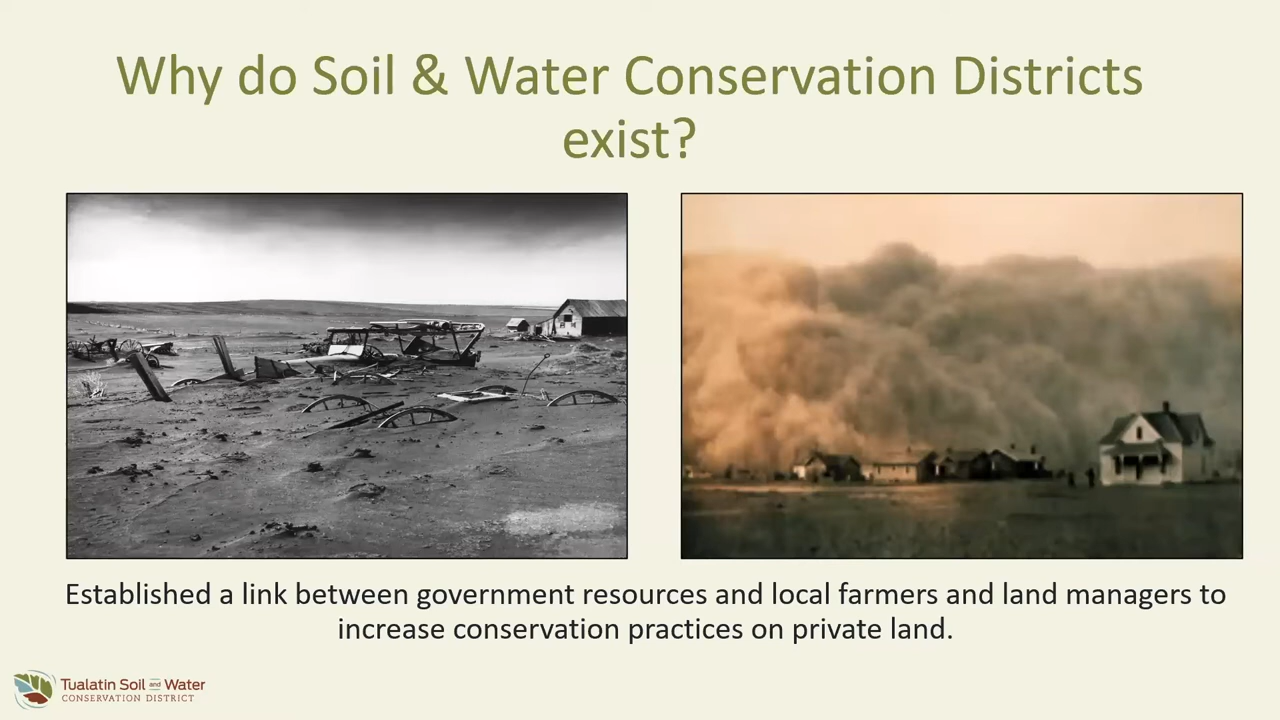 Why do Soil & Water Conservation Districts
exist?
Established a link between government resources and local farmers and land managers to
increase conservation practices on private land.
Tualatin Soil and Water
CONSERVATION DISTRICT